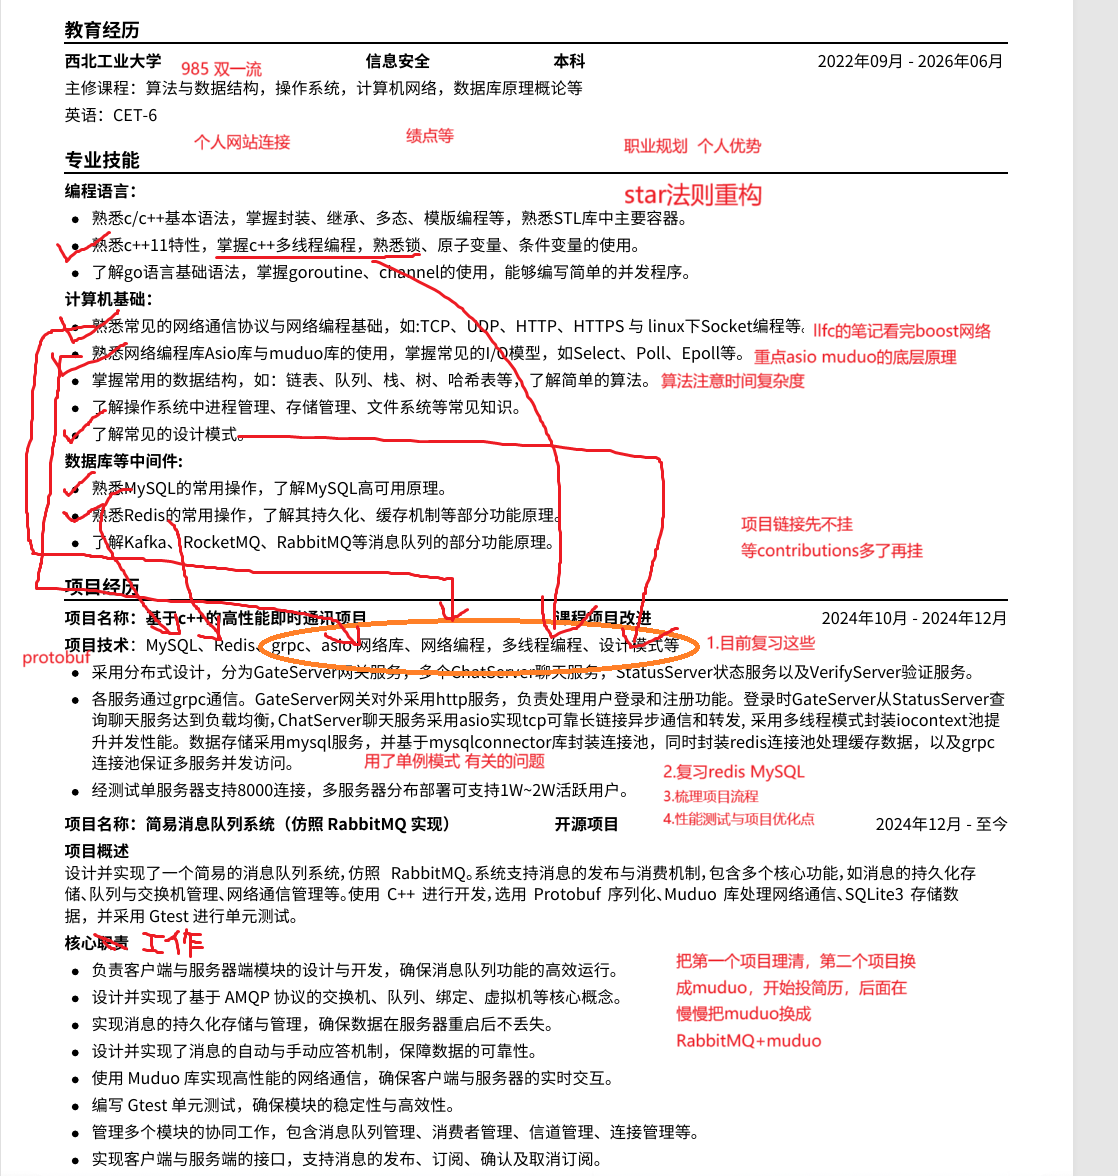 教育经历
西北工业大学 985 双一流 信息安全 本科 2022年09月 - 2026年06月
主修课程：算法与数据结构，操作系统，计算机网络，数据库原理概论等
英语：CET-6
个人网站连接 绩点等 职业规划 个人优势
专业技能
编程语言： star法则重构
● 熟悉c/c++基本语法，掌握封装、继承、多态、模版编程等，熟悉STL库中主要容器。
● 熟悉c++11特性，掌握c++多线程编程，熟悉锁、原子变量、条件变量的使用。
● 了解go语言基础语法，掌握goroutine、channel的使用，能够编写简单的并发程序。
计算机基础：
● 熟悉常见的网络通信协议与网络编程基础，如:TCP、UDP、HTTP、HTTPS 与 linux下Socket编程等。 llfc的笔记看完boost网络
● 熟悉网络编程库Asio库与muduo库的使用，掌握常见的I/O模型，如Select、Poll、Epoll等。 重点asio muduo的底层原理
● 掌握常用的数据结构，如：链表、队列、栈、树、哈希表等，了解简单的算法。 算法注意时间复杂度
● 了解操作系统中进程管理、存储管理、文件系统等常见知识。
● 了解常见的设计模式。
数据库等中间件:
● 熟悉MySQL的常用操作，了解MySQL高可用原理。
● 熟悉Redis的常用操作，了解其持久化、缓存机制等部分功能原理。
● 了解Kafka、RocketMQ、RabbitMQ等消息队列的部分功能原理。
项目链接先不挂
等contributions多了再挂
项目经历
项目名称：基于c++的高性能即时通讯项目 课程项目改进 2024年10月 - 2024年12月
项目技术：MySQL、Redis、grpc、asio 网络库、网络编程，多线程编程、设计模式等 1.目前复习这些
protobuf
● 采用分布式设计，分为GateServer网关服务，多个ChatServer聊天服务，StatusServer状态服务以及VerifyServer验证服务。
● 各服务通过grpc通信。GateServer网关对外采用http服务，负责处理用户登录和注册功能。登录时GateServer从StatusServer查
询聊天服务达到负载均衡，ChatServer聊天服务采用asio实现tcp可靠长链接异步通信和转发, 采用多线程模式封装iocontext池提
升并发性能。数据存储采用mysql服务，并基于mysqlconnector库封装连接池，同时封装redis连接池处理缓存数据，以及grpc
连接池保证多服务并发访问。 用了单例模式 有关的问题
2.复习redis MySQL
● 经测试单服务器支持8000连接，多服务器分布部署可支持1W~2W活跃用户。 3.梳理项目流程
4.性能测试与项目优化点
项目名称：简易消息队列系统（仿照 RabbitMQ 实现） 开源项目 2024年12月 - 至今
项目概述
设计并实现了一个简易的消息队列系统,仿照 RabbitMQ。系统支持消息的发布与消费机制,包含多个核心功能,如消息的持久化存
储、队列与交换机管理、网络通信管理等。使用 C++ 进行开发,选用 Protobuf 序列化、Muduo 库处理网络通信、SQLite3 存储数
据，并采用 Gtest 进行单元测试。
核心职责 工作
● 负责客户端与服务器端模块的设计与开发，确保消息队列功能的高效运行。
● 设计并实现了基于 AMQP 协议的交换机、队列、绑定、虚拟机等核心概念。
● 实现消息的持久化存储与管理，确保数据在服务器重启后不丢失。
● 设计并实现了消息的自动与手动应答机制，保障数据的可靠性。
● 使用 Muduo 库实现高性能的网络通信，确保客户端与服务器的实时交互。
● 编写 Gtest 单元测试，确保模块的稳定性与高效性。
● 管理多个模块的协同工作，包含消息队列管理、消费者管理、信道管理、连接管理等。
● 实现客户端与服务端的接口，支持消息的发布、订阅、确认及取消订阅。
把第一个项目理清，第二个项目换
成muduo，开始投简历，后面在
慢慢把muduo换成
RabbitMQ+muduo